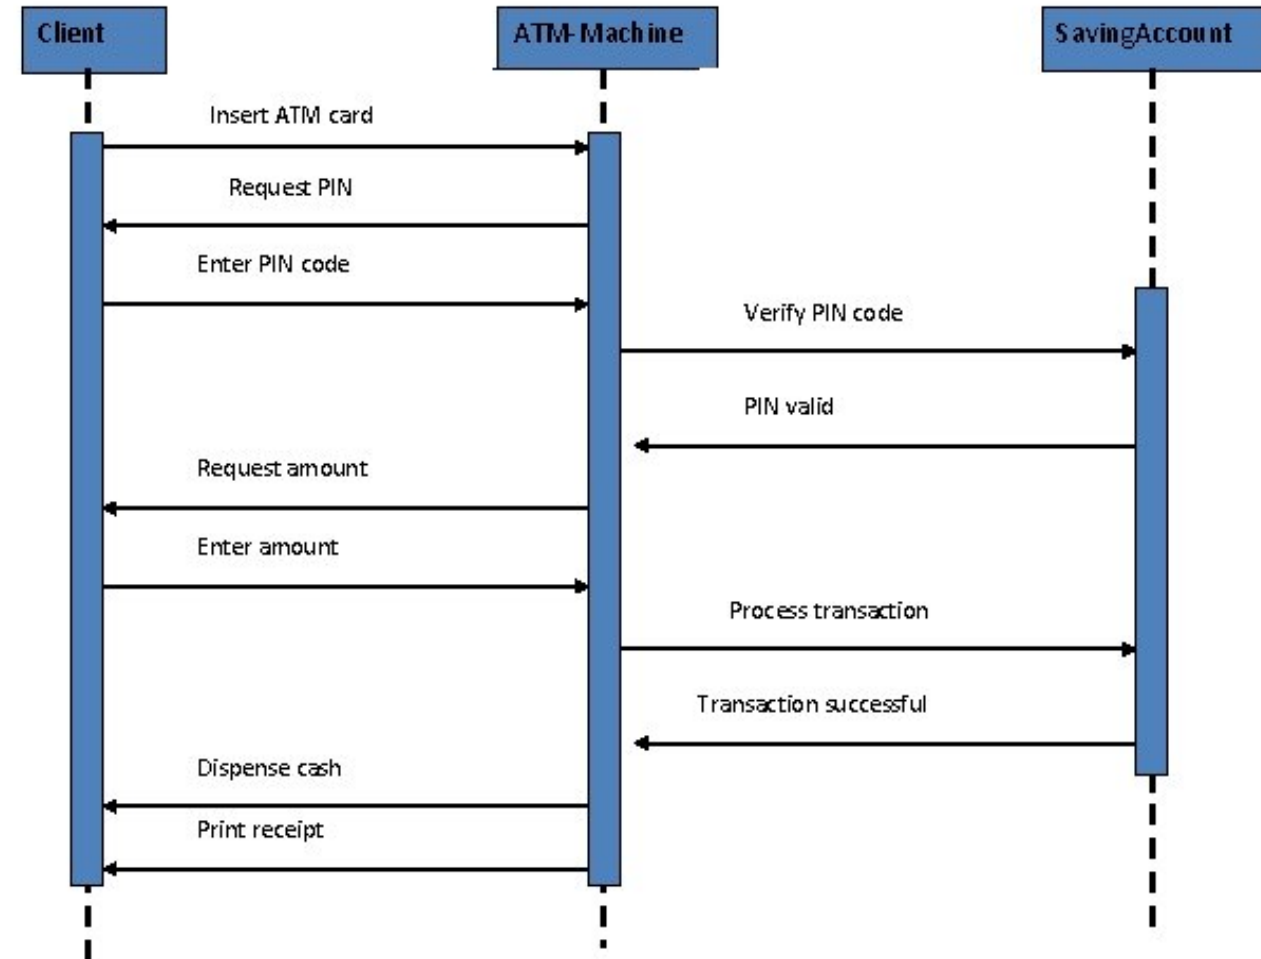 Client
ATM-Machine
SavingAccount
Insert ATM card
Request PIN
Enter PIN code
Verify PIN code
PIN valid
Request amount
Enter amount
Process transaction
Transaction successful
Dispense cash
Print receipt